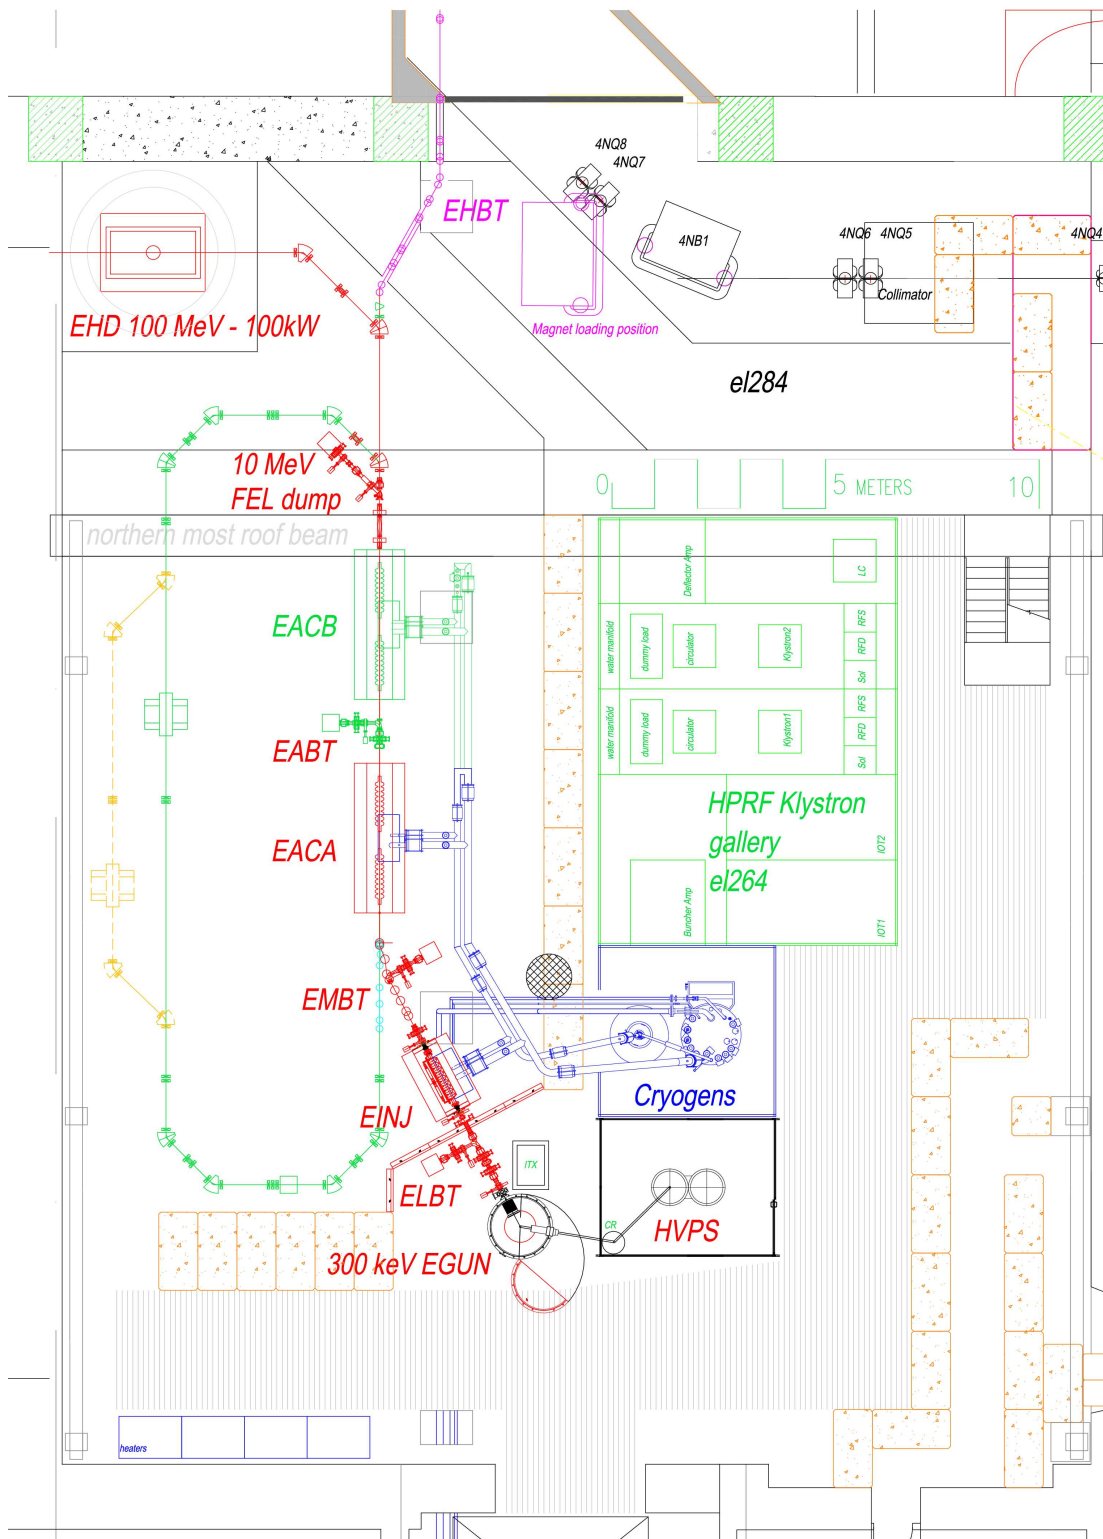 4NQ8
4NQ7
EHBT
4NB1
4NQ6
4NQ5
4NQ4
Collimator
EHD 100 MeV - 100kW
Magnet loading position
el284
10 MeV
FEL dump
0
5 METERS
10
northern most roof beam
Deflector Amp
LC
EACB
water manifold
dummy load
circulator
Klystron2
Sol
RFD
RFS
EABT
water manifold
dummy load
circulator
Klystron1
Sol
RFD
RFS
EACA
HPRF Klystron
gallery
el264
IOT2
Buncher Amp
IOT1
EMBT
Cryogens
EINJ
ITX
ELBT
CR
HVPS
300 keV EGUN
heaters